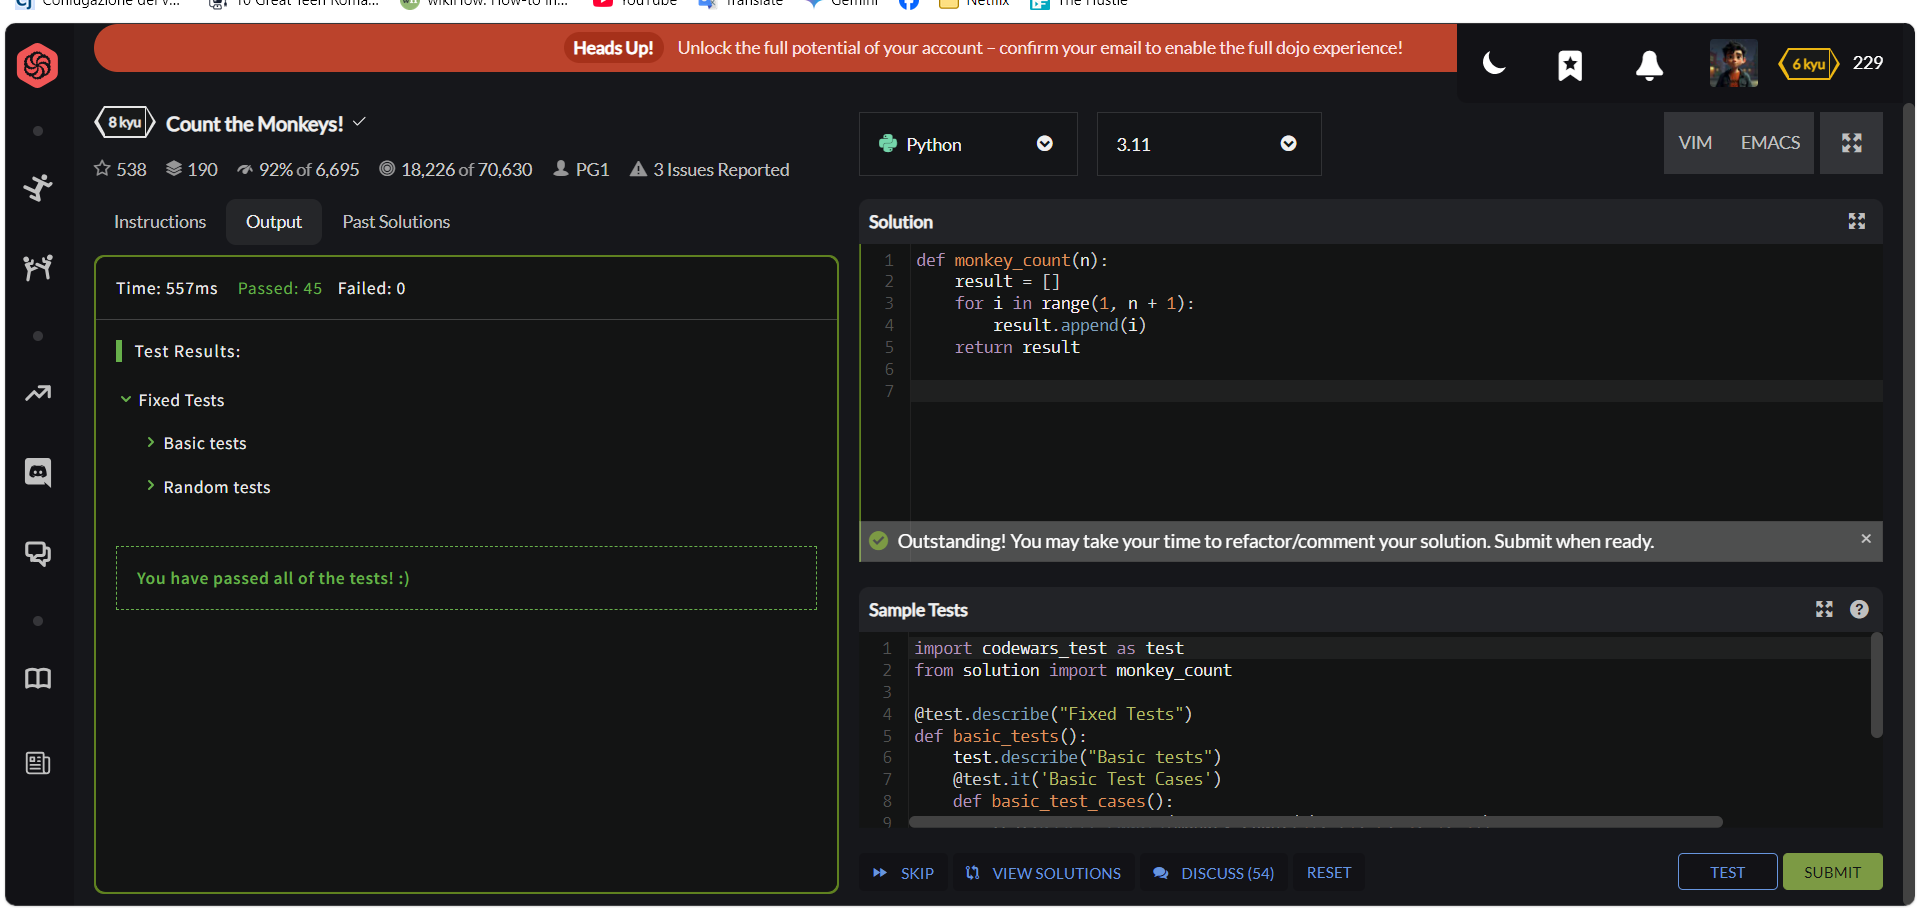 Coniugazione del v...
10 Great Teen Roma...
wikiHow: How-to in...
YouTube
Translate
Gemini
Netflix
The Hustle
Heads Up! Unlock the full potential of your account – confirm your email to enable the full dojo experience!
6 kyu 229
8 kyu Count the Monkeys!
538 190 92% of 6,695 18,226 of 70,630 PG1 3 Issues Reported
Python
3.11
VIM EMACS
Instructions Output Past Solutions
Time: 557ms Passed: 45 Failed: 0
Test Results:
Fixed Tests
Basic tests
Random tests
You have passed all of the tests! :)
Solution
1 def monkey_count(n):
2     result = []
3     for i in range(1, n + 1):
4         result.append(i)
5     return result
6
7
Outstanding! You may take your time to refactor/comment your solution. Submit when ready.
Sample Tests
1 import codewars_test as test
2 from solution import monkey_count
3
4 @test.describe("Fixed Tests")
5 def basic_tests():
6     test.describe("Basic tests")
7     @test.it('Basic Test Cases')
8     def basic_test_cases():
9
SKIP VIEW SOLUTIONS DISCUSS (54) RESET
TEST SUBMIT